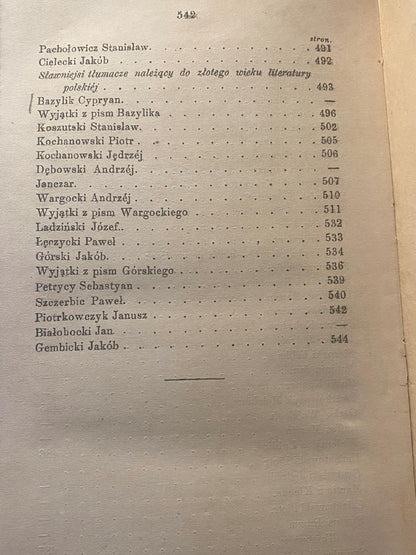 542
stron.
Pachołowicz Stanisław. . . . . . . . . . . . 491
Cielecki Jakób . . . . . . . . . . . . . . 492
Sławniejsi tłumacze należący do złotego wieku literatury
polskiéj . . . . . . . . . . . . . . . 493
Bazylik Cypryan. . . . . . . . . . . . . . —
Wyjątki z pism Bazylika . . . . . . . . . . 496
Koszutski Stanisław. . . . . . . . . . . . . 502
Kochanowski Piotr . . . . . . . . . . . . . 505
Kochanowski Jędrzéj . . . . . . . . . . . . 506
Dębowski Andrzéj. . . . . . . . . . . . . . —
Janczar. . . . . . . . . . . . . . . . . 507
Wargocki Andrzéj . . . . . . . . . . . . . 510
Wyjątki z pism Wargockiego . . . . . . . . . 511
Ladziński Józef.. . . . . . . . . . . . . . 532
Łęczycki Paweł . . . . . . . . . . . . . . 533
Górski Jakób. . . . . . . . . . . . . . . 534
Wyjątki z pism Górskiego . . . . . . . . . . 536
Petrycy Sebastyan . . . . . . . . . . . . . 539
Szczerbic Paweł. . . . . . . . . . . . . . 540
Piotrkowczyk Janusz . . . . . . . . . . . . 542
Białobocki Jan . . . . . . . . . . . . . . —
Gembicki Jakób . . . . . . . . . . . . . . 544